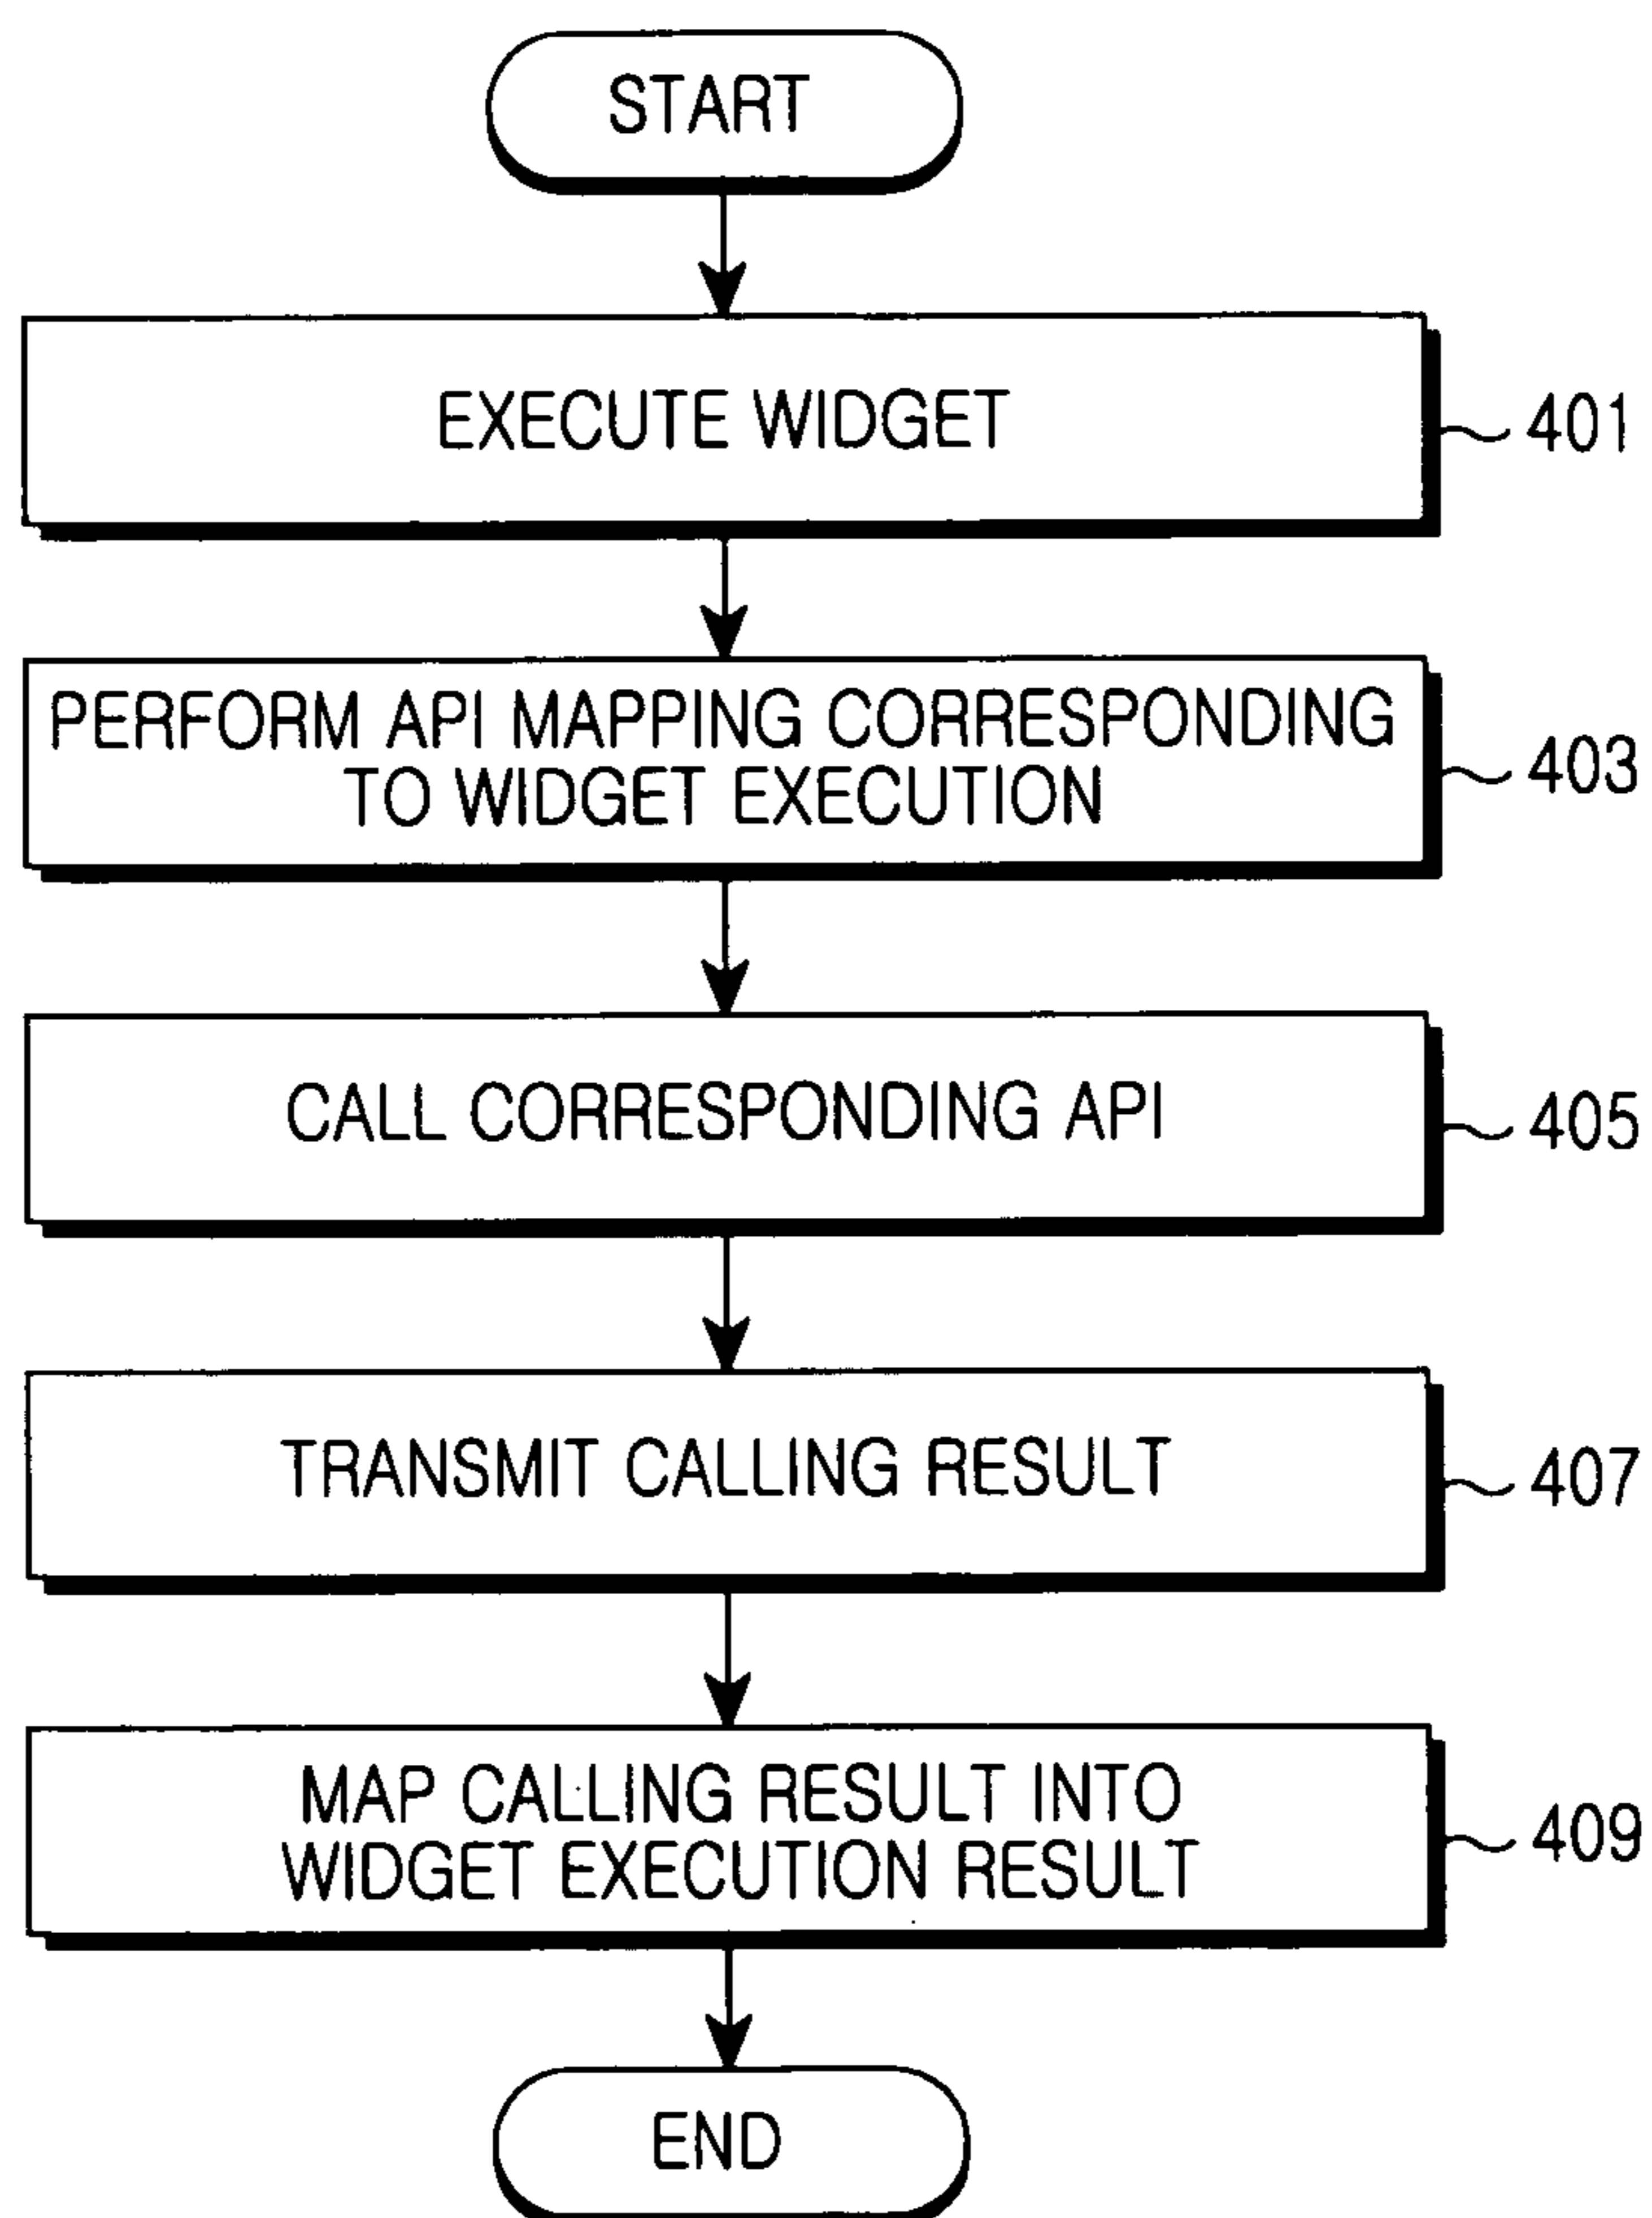 START
EXECUTE WIDGET
401
PERFORM API MAPPING CORRESPONDING
TO WIDGET EXECUTION
403
CALL CORRESPONDING API
405
TRANSMIT CALLING RESULT
407
MAP CALLING RESULT INTO
WIDGET EXECUTION RESULT
409
END